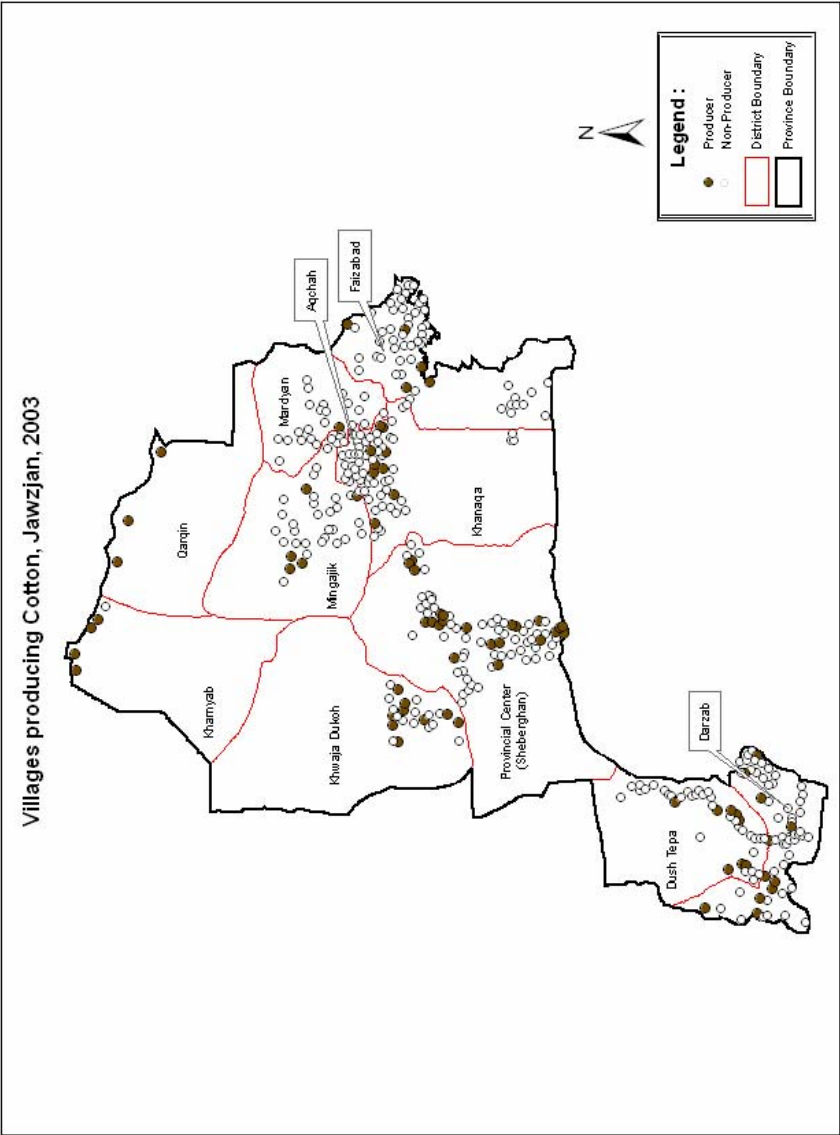 Villages producing Cotton, Jawzjan, 2003
Qarqin
Khamyab
Mardyan
Aqchah
Faizabad
Mingajik
Khwaja Dukoh
Khanaqa
Provincial Center
(Sheberghan)
Darzab
Dush Tepa
N
Legend :
Producer
Non-Producer
District Boundary
Province Boundary